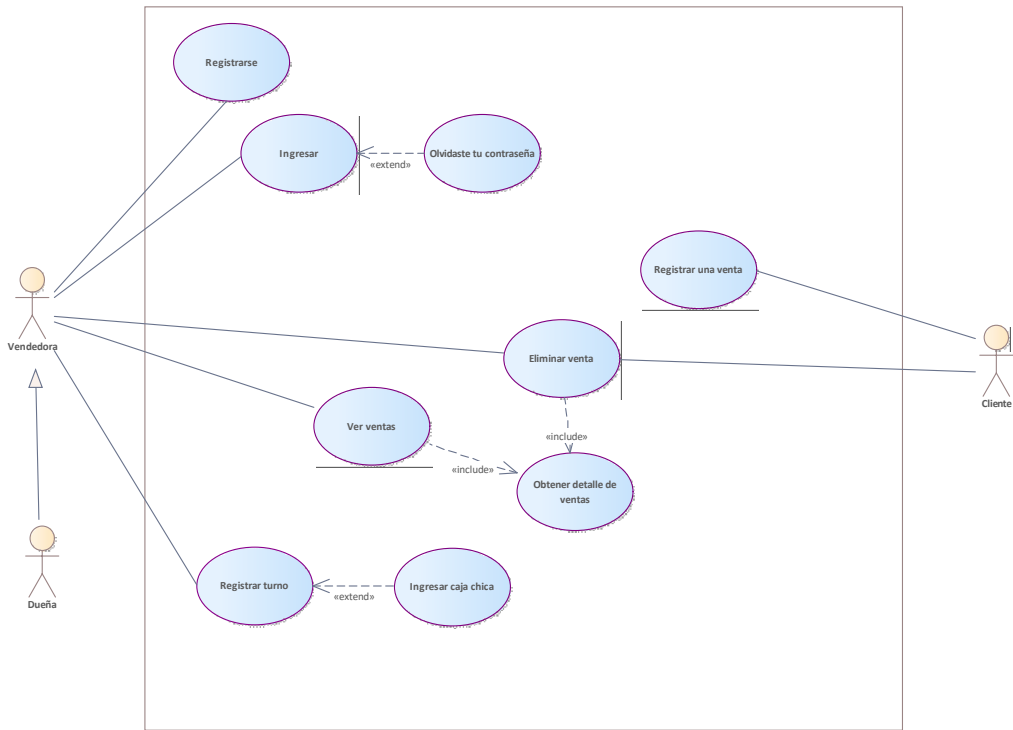 Registrarse
Ingresar
«extend»
Olvidaste tu contraseña
Registrar una venta
Vendedora
Eliminar venta
Cliente
Ver ventas
«include»
«include»
Obtener detalle de
ventas
Registrar turno
«extend»
Ingresar caja chica
Dueña